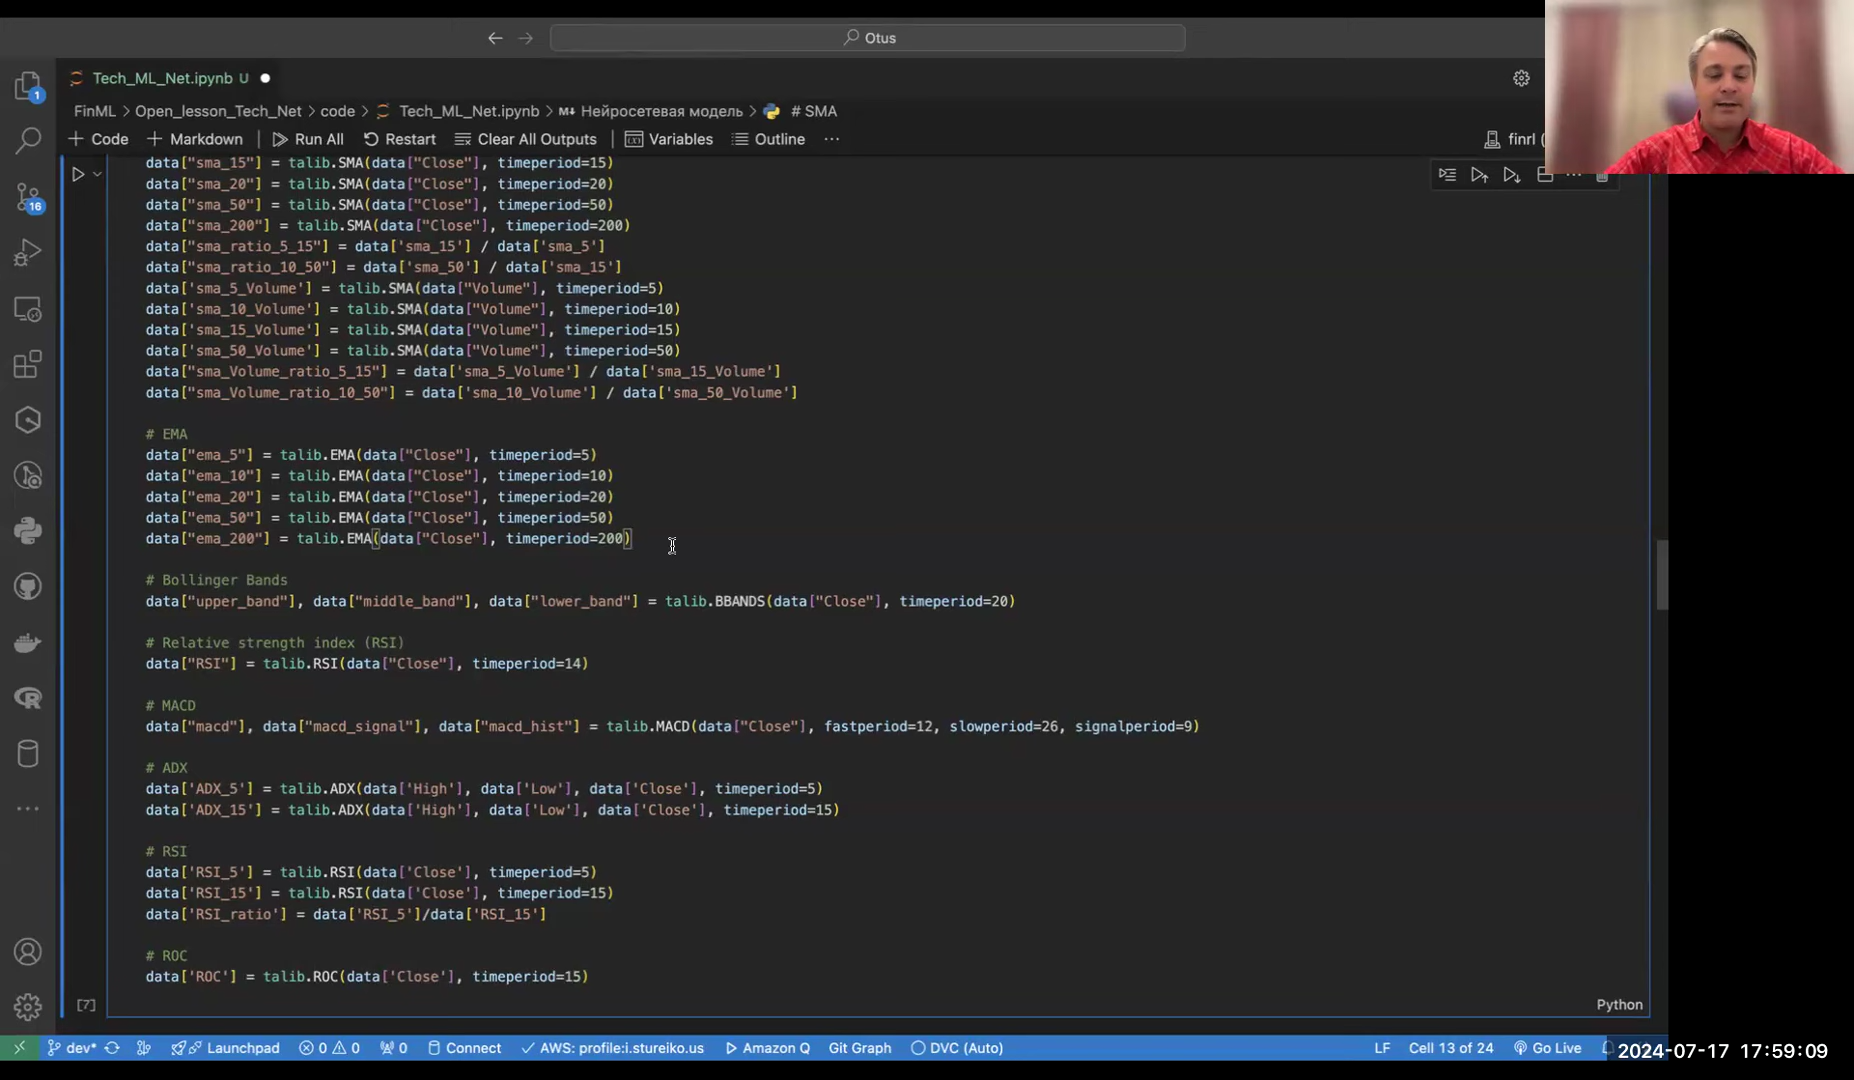 Otus
Tech_ML_Net.ipynb U
FinML > Open_lesson_Tech_Net > code > Tech_ML_Net.ipynb > Нейросетевая модель > # SMA
+ Code + Markdown Run All Restart Clear All Outputs Variables Outline ...
finrl (
data["sma_15"] = talib.SMA(data["Close"], timeperiod=15)
data["sma_20"] = talib.SMA(data["Close"], timeperiod=20)
data["sma_50"] = talib.SMA(data["Close"], timeperiod=50)
data["sma_200"] = talib.SMA(data["Close"], timeperiod=200)
data["sma_ratio_5_15"] = data['sma_15'] / data['sma_5']
data["sma_ratio_10_50"] = data['sma_50'] / data['sma_15']
data['sma_5_Volume'] = talib.SMA(data["Volume"], timeperiod=5)
data['sma_10_Volume'] = talib.SMA(data["Volume"], timeperiod=10)
data['sma_15_Volume'] = talib.SMA(data["Volume"], timeperiod=15)
data['sma_50_Volume'] = talib.SMA(data["Volume"], timeperiod=50)
data["sma_Volume_ratio_5_15"] = data['sma_5_Volume'] / data['sma_15_Volume']
data["sma_Volume_ratio_10_50"] = data['sma_10_Volume'] / data['sma_50_Volume']
# EMA
data["ema_5"] = talib.EMA(data["Close"], timeperiod=5)
data["ema_10"] = talib.EMA(data["Close"], timeperiod=10)
data["ema_20"] = talib.EMA(data["Close"], timeperiod=20)
data["ema_50"] = talib.EMA(data["Close"], timeperiod=50)
data["ema_200"] = talib.EMA(data["Close"], timeperiod=200)
# Bollinger Bands
data["upper_band"], data["middle_band"], data["lower_band"] = talib.BBANDS(data["Close"], timeperiod=20)
# Relative strength index (RSI)
data["RSI"] = talib.RSI(data["Close"], timeperiod=14)
# MACD
data["macd"], data["macd_signal"], data["macd_hist"] = talib.MACD(data["Close"], fastperiod=12, slowperiod=26, signalperiod=9)
# ADX
data['ADX_5'] = talib.ADX(data['High'], data['Low'], data['Close'], timeperiod=5)
data['ADX_15'] = talib.ADX(data['High'], data['Low'], data['Close'], timeperiod=15)
# RSI
data['RSI_5'] = talib.RSI(data['Close'], timeperiod=5)
data['RSI_15'] = talib.RSI(data['Close'], timeperiod=15)
data['RSI_ratio'] = data['RSI_5']/data['RSI_15']
# ROC
data['ROC'] = talib.ROC(data['Close'], timeperiod=15)
[7]
Python
1
16
dev* Launchpad 0 0 0 Connect AWS: profile:i.stureiko.us Amazon Q Git Graph DVC (Auto) LF Cell 13 of 24 Go Live
2024-07-17 17:59:09